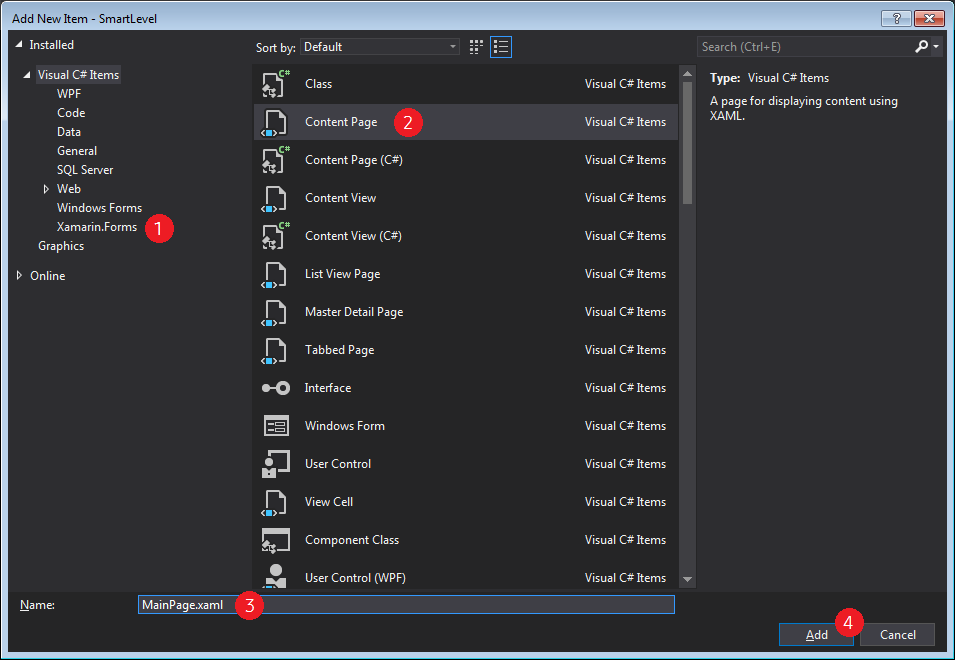 Add New Item - SmartLevel
?
Installed
Visual C# Items
WPF
Code
Data
General
SQL Server
Web
Windows Forms
Xamarin.Forms
1
Graphics
Online
Sort by: Default
Class Visual C# Items
Content Page 2 Visual C# Items
Content Page (C#) Visual C# Items
Content View Visual C# Items
Content View (C#) Visual C# Items
List View Page Visual C# Items
Master Detail Page Visual C# Items
Tabbed Page Visual C# Items
Interface Visual C# Items
Windows Form Visual C# Items
User Control Visual C# Items
View Cell Visual C# Items
Component Class Visual C# Items
User Control (WPF) Visual C# Items
Search (Ctrl+E)
Type: Visual C# Items
A page for displaying content using
XAML.
Name: MainPage.xaml 3
4
Add Cancel